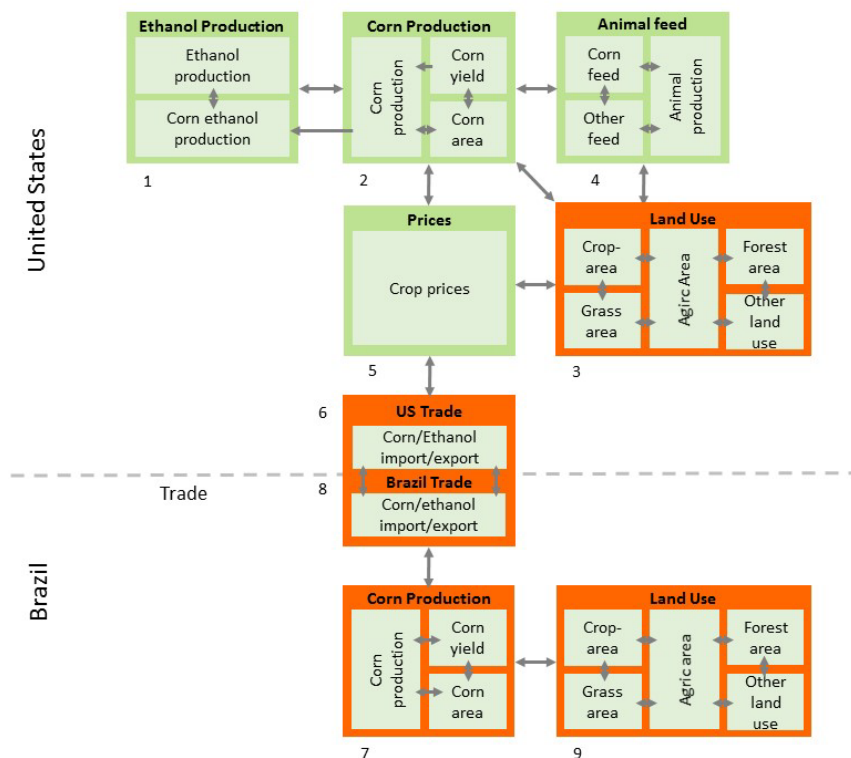 Ethanol Production
Ethanol
production
Corn ethanol
production
1
Corn Production
Corn
production
Corn
yield
Corn
area
2
Animal feed
Corn
feed
Other
feed
Animal
production
4
United States
Prices
Crop prices
5
Land Use
Crop-
area
Grass
area
Agirc Area
Forest
area
Other
land
use
3
6
US Trade
Corn/Ethanol
import/export
Trade
8
Brazil Trade
Corn/ethanol
import/export
Brazil
Corn Production
Corn
production
Corn
yield
Corn
area
7
Land Use
Crop-
area
Grass
area
Agric area
Forest
area
Other
land use
9